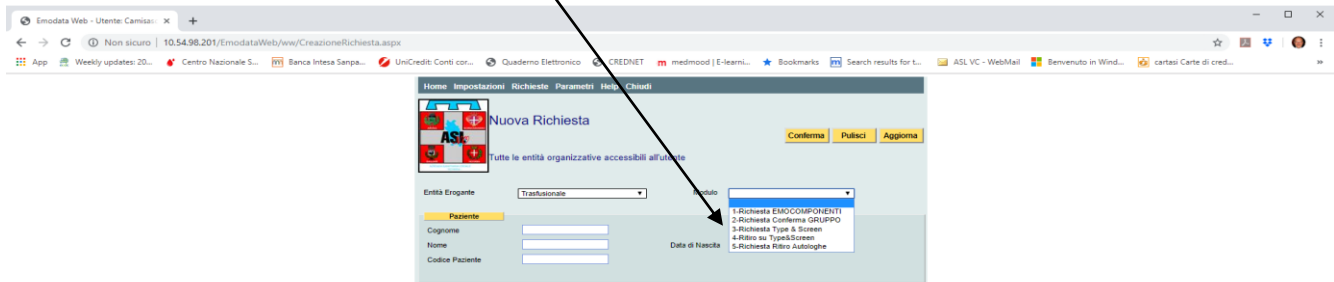 Emodata Web - Utente: Camisas
Non sicuro | 10.54.98.201/EmodataWeb/ww/CreazioneRichiesta.aspx
App Weekly updates: 20... Centro Nazionale S... Banca Intesa Sanpa... UniCredit: Conti cor... Quaderno Elettronico CREDNET medmood | E-learni... Bookmarks Search results for t... ASL VC - WebMail Benvenuto in Wind... cartasi Carte di cred... »
Home Impostazioni Richieste Parametri Help Chiudi
ASL
Nuova Richiesta
Conferma Pulisci Aggiorna
Tutte le entità organizzative accessibili all'utente
Entità Erogante Trasfusionale Modulo
1-Richiesta EMOCOMPONENTI
2-Richiesta Conferma GRUPPO
3-Richiesta Type & Screen
4-Ritiro su Type&Screen
5-Richiesta Ritiro Autologhe
Paziente
Cognome
Nome Data di Nascita
Codice Paziente